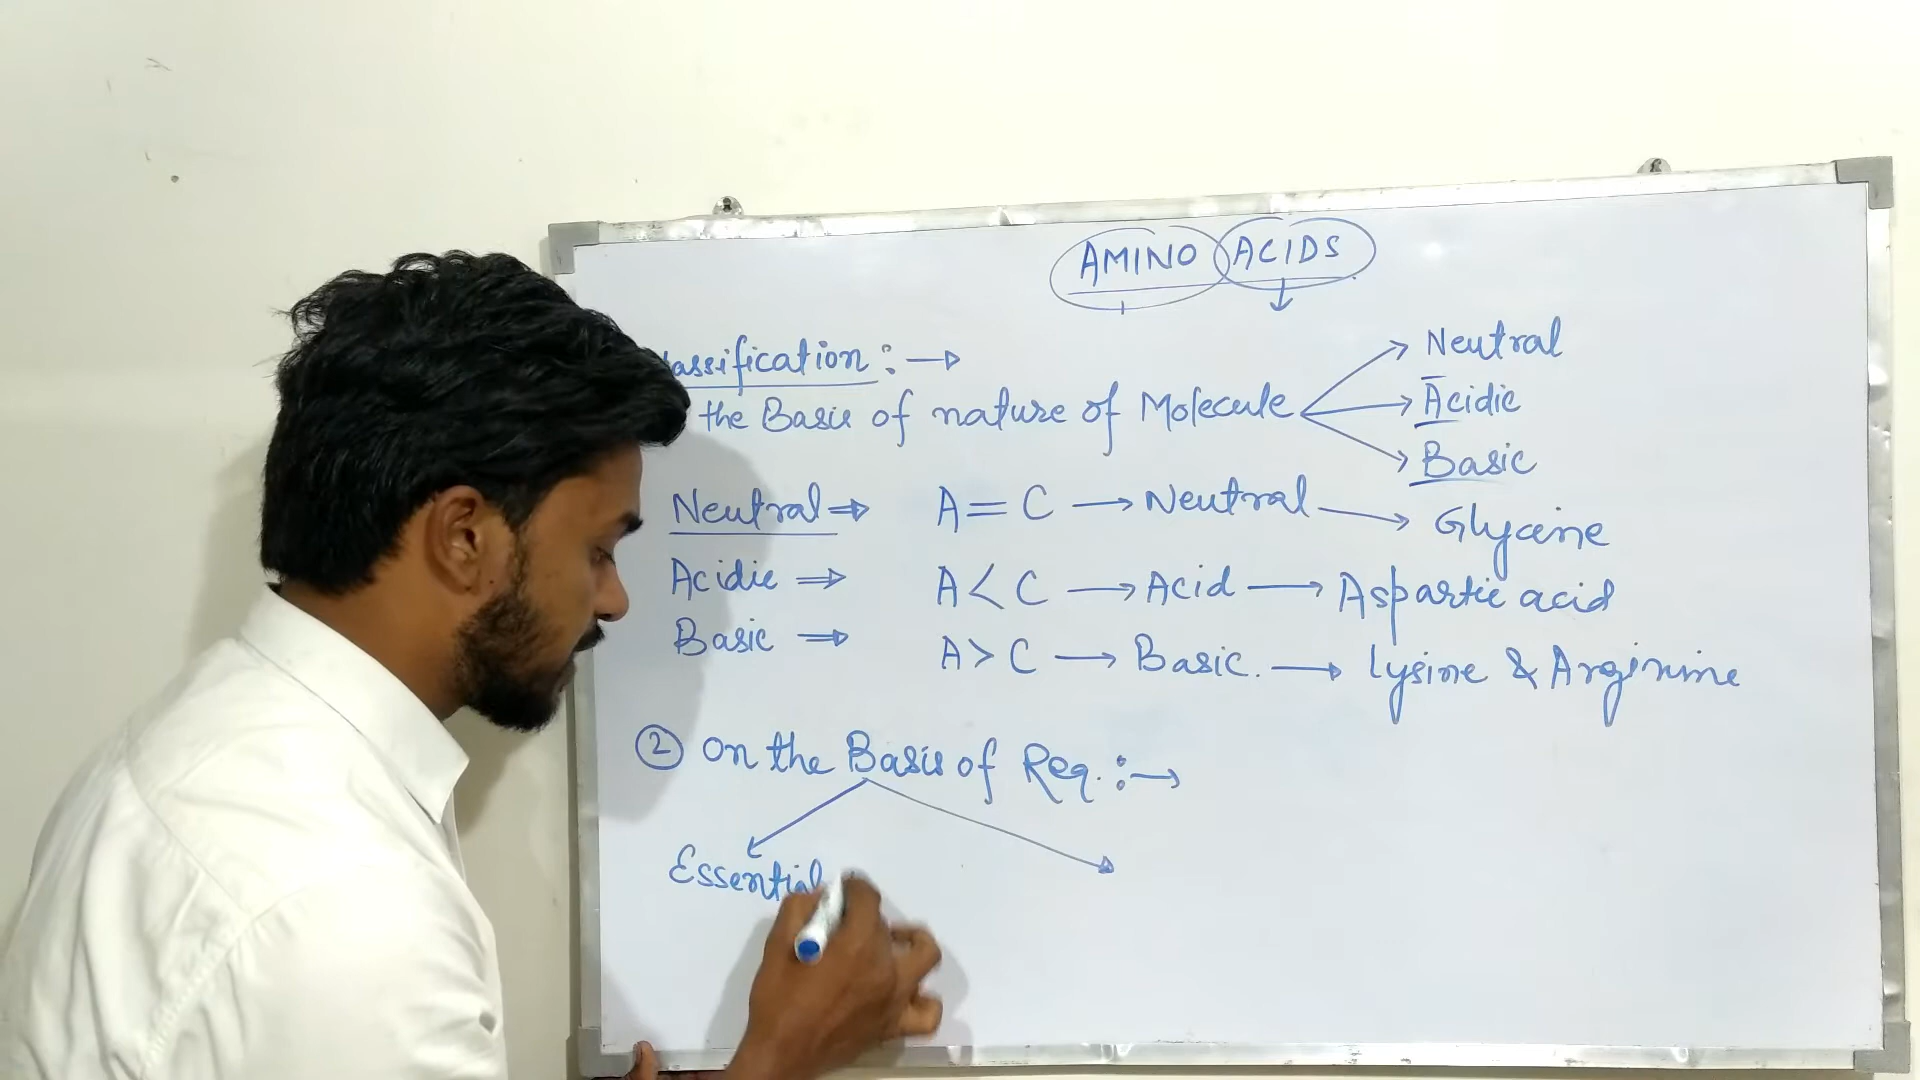 AMINO ACIDS
assification :→
the Basis of nature of Molecule → Neutral
→ Acidic
→ Basic
Neutral ⇒ A = C → Neutral → Glycine
Acidic ⇒ A < C → Acid → Aspartic acid
Basic ⇒ A > C → Basic. → Lysine & Arginine
② On the Basis of Req. :→
Essential